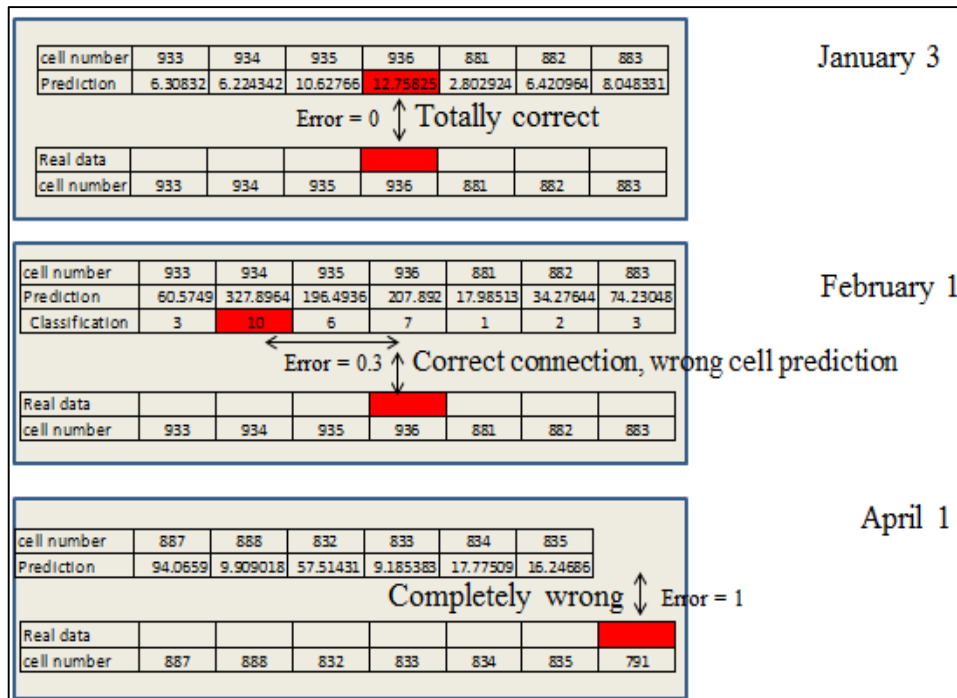 January 3
cell number 933 934 935 936 881 882 883
Prediction 6.30832 6.224342 10.62766 12.75825 2.802924 6.420964 8.048331
Error = 0 Totally correct
Real data
cell number 933 934 935 936 881 882 883
February 1
cell number 933 934 935 936 881 882 883
Prediction 60.5749 327.8964 196.4936 207.892 17.98513 34.27644 74.23048
Classification 3 10 6 7 1 2 3
Error = 0.3 Correct connection, wrong cell prediction
Real data
cell number 933 934 935 936 881 882 883
April 1
cell number 887 888 832 833 834 835
Prediction 94.0659 9.909018 57.51431 9.185383 17.77509 16.24686
Completely wrong Error = 1
Real data
cell number 887 888 832 833 834 835 791